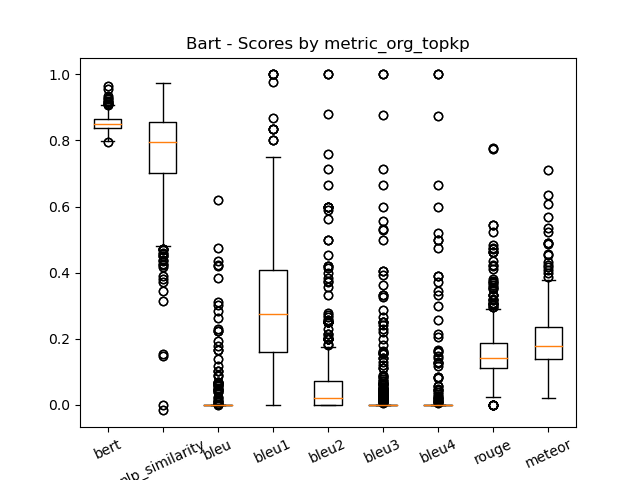 Bart - Scores by metric_org_topkp
1.0
0.8
0.6
0.4
0.2
0.0
bert
nlp_similarity
bleu
bleu1
bleu2
bleu3
bleu4
rouge
meteor